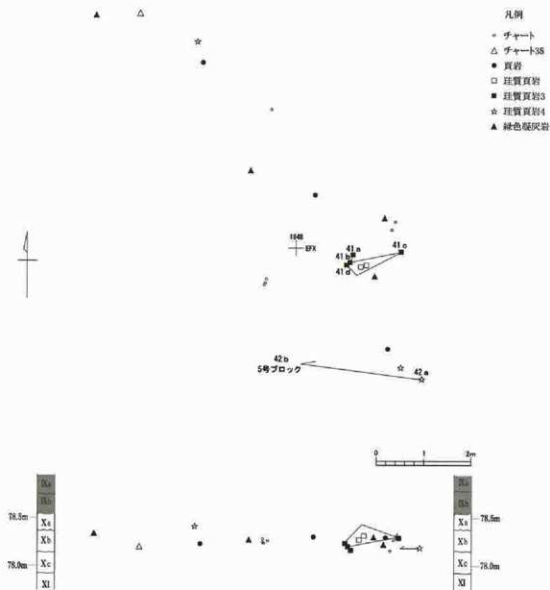 凡例
チャート
チャート38
頁岩
珪質頁岩
珪質頁岩3
珪質頁岩4
緑色凝灰岩
1648
EFX
41 a
41 c
41 b
41 d
42 b
5号ブロック
42 a
0 1 2m
Ⅸa
Ⅸb
78.5m
Ⅹa
Ⅹb
Ⅹc
78.0m
ⅩⅠ
Ⅸa
Ⅸb
78.5m
Ⅹa
Ⅹb
Ⅹc
78.0m
ⅩⅠ